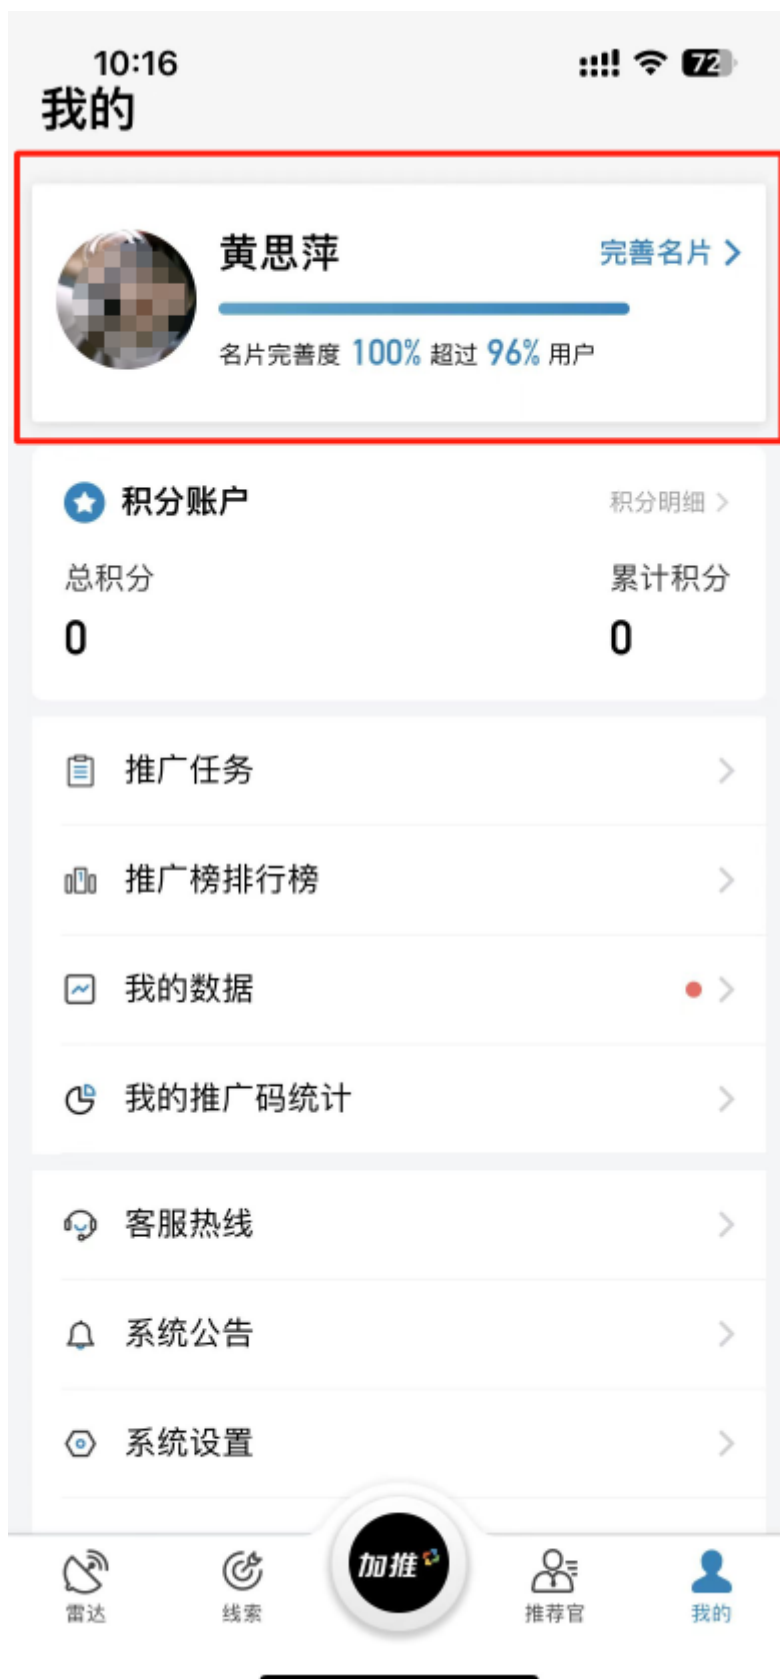 10:16
72
我的
黄思萍
完善名片
名片完善度 100% 超过 96% 用户
积分账户
积分明细
总积分
累计积分
0
0
推广任务
推广榜排行榜
我的数据
我的推广码统计
客服热线
系统公告
系统设置
加推
雷达
线索
推荐官
我的